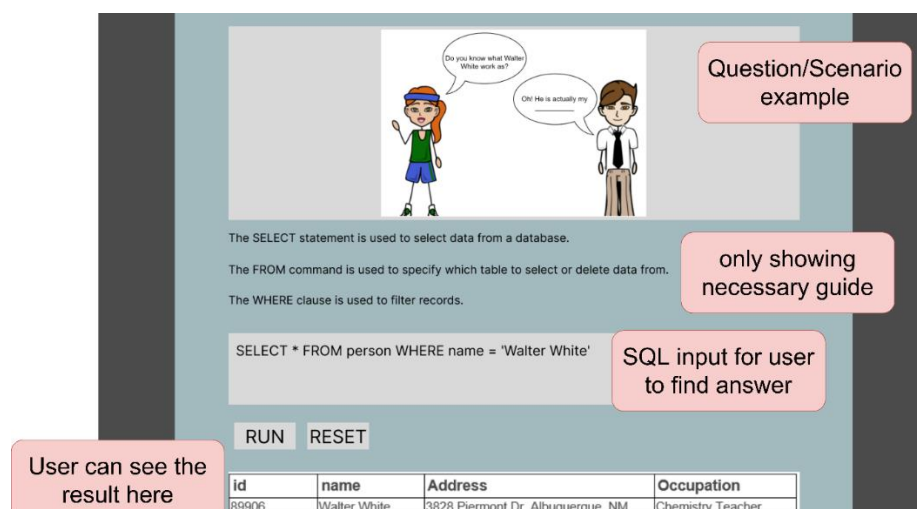 Do you know what Walter
White work as?
Oh! He is actually my
Question/Scenario
example
The SELECT statement is used to select data from a database.
The FROM command is used to specify which table to select or delete data from.
The WHERE clause is used to filter records.
only showing
necessary guide
SELECT * FROM person WHERE name = 'Walter White'
SQL input for user
to find answer
RUN RESET
User can see the
result here
id name Address Occupation
89906 Walter White 3828 Piermont Dr, Albuquerque, NM Chemistry Teacher